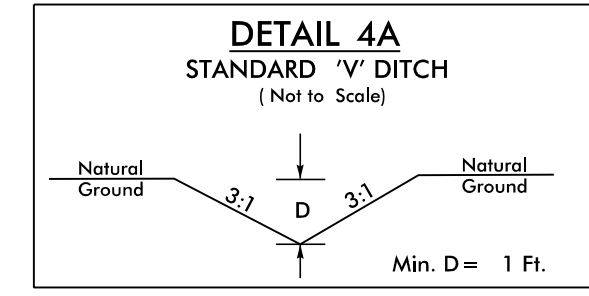 DETAIL 4A
STANDARD 'V' DITCH
( Not to Scale)
Natural
Ground
3:1
D
3:1
Natural
Ground
Min. D = 1 Ft.